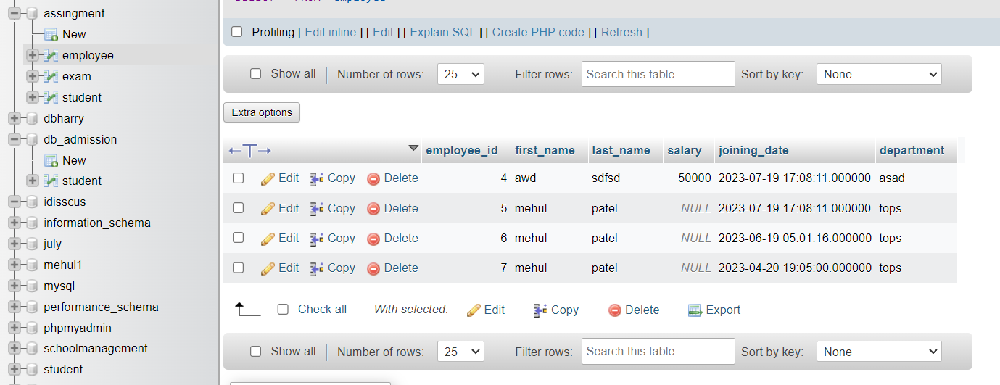 assingment
New
employee
exam
student
dbharry
db_admission
New
student
idisscus
information_schema
july
mehul1
mysql
performance_schema
phpmyadmin
schoolmanagement
student
Profiling [ Edit inline ] [ Edit ] [ Explain SQL ] [ Create PHP code ] [ Refresh ]
Show all Number of rows: 25 Filter rows: Search this table Sort by key: None
Extra options
employee_id first_name last_name salary joining_date department
Edit Copy Delete 4 awd sdfsd 50000 2023-07-19 17:08:11.000000 asad
Edit Copy Delete 5 mehul patel NULL 2023-07-19 17:08:11.000000 tops
Edit Copy Delete 6 mehul patel NULL 2023-06-19 05:01:16.000000 tops
Edit Copy Delete 7 mehul patel NULL 2023-04-20 19:05:00.000000 tops
Check all With selected: Edit Copy Delete Export
Show all Number of rows: 25 Filter rows: Search this table Sort by key: None